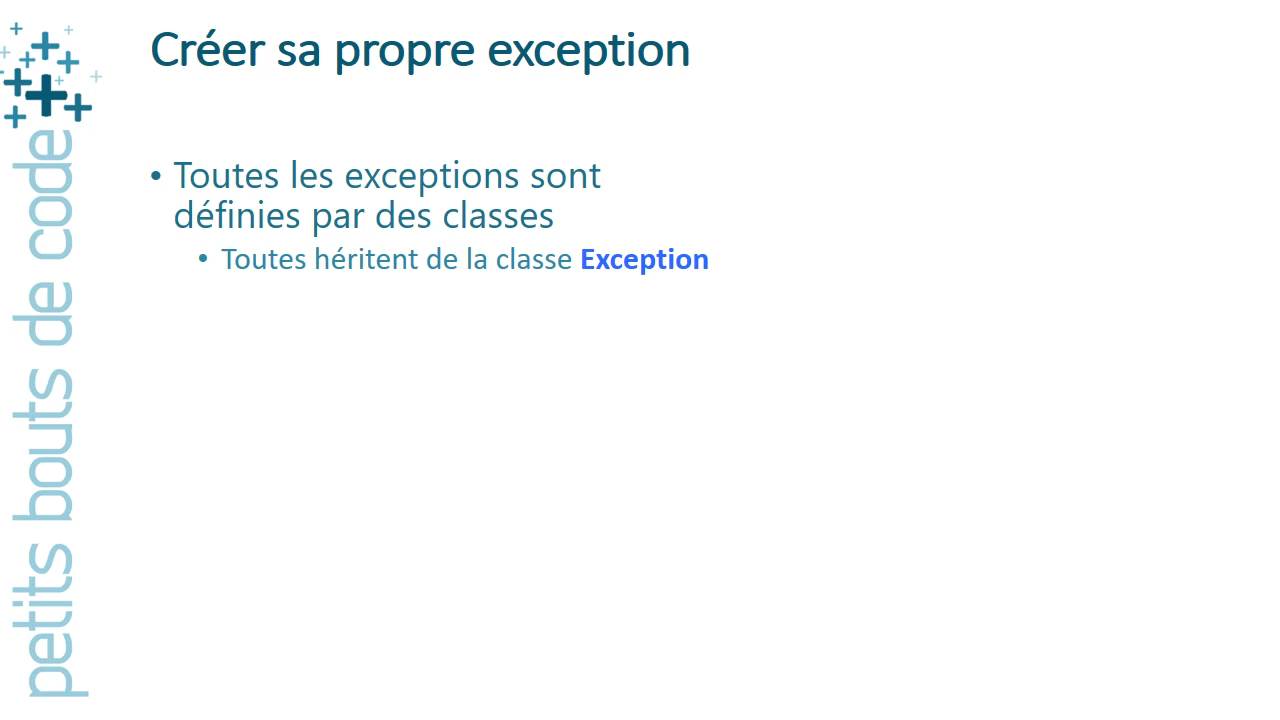 Créer sa propre exception
• Toutes les exceptions sont
définies par des classes
• Toutes héritent de la classe Exception
petits bouts de code